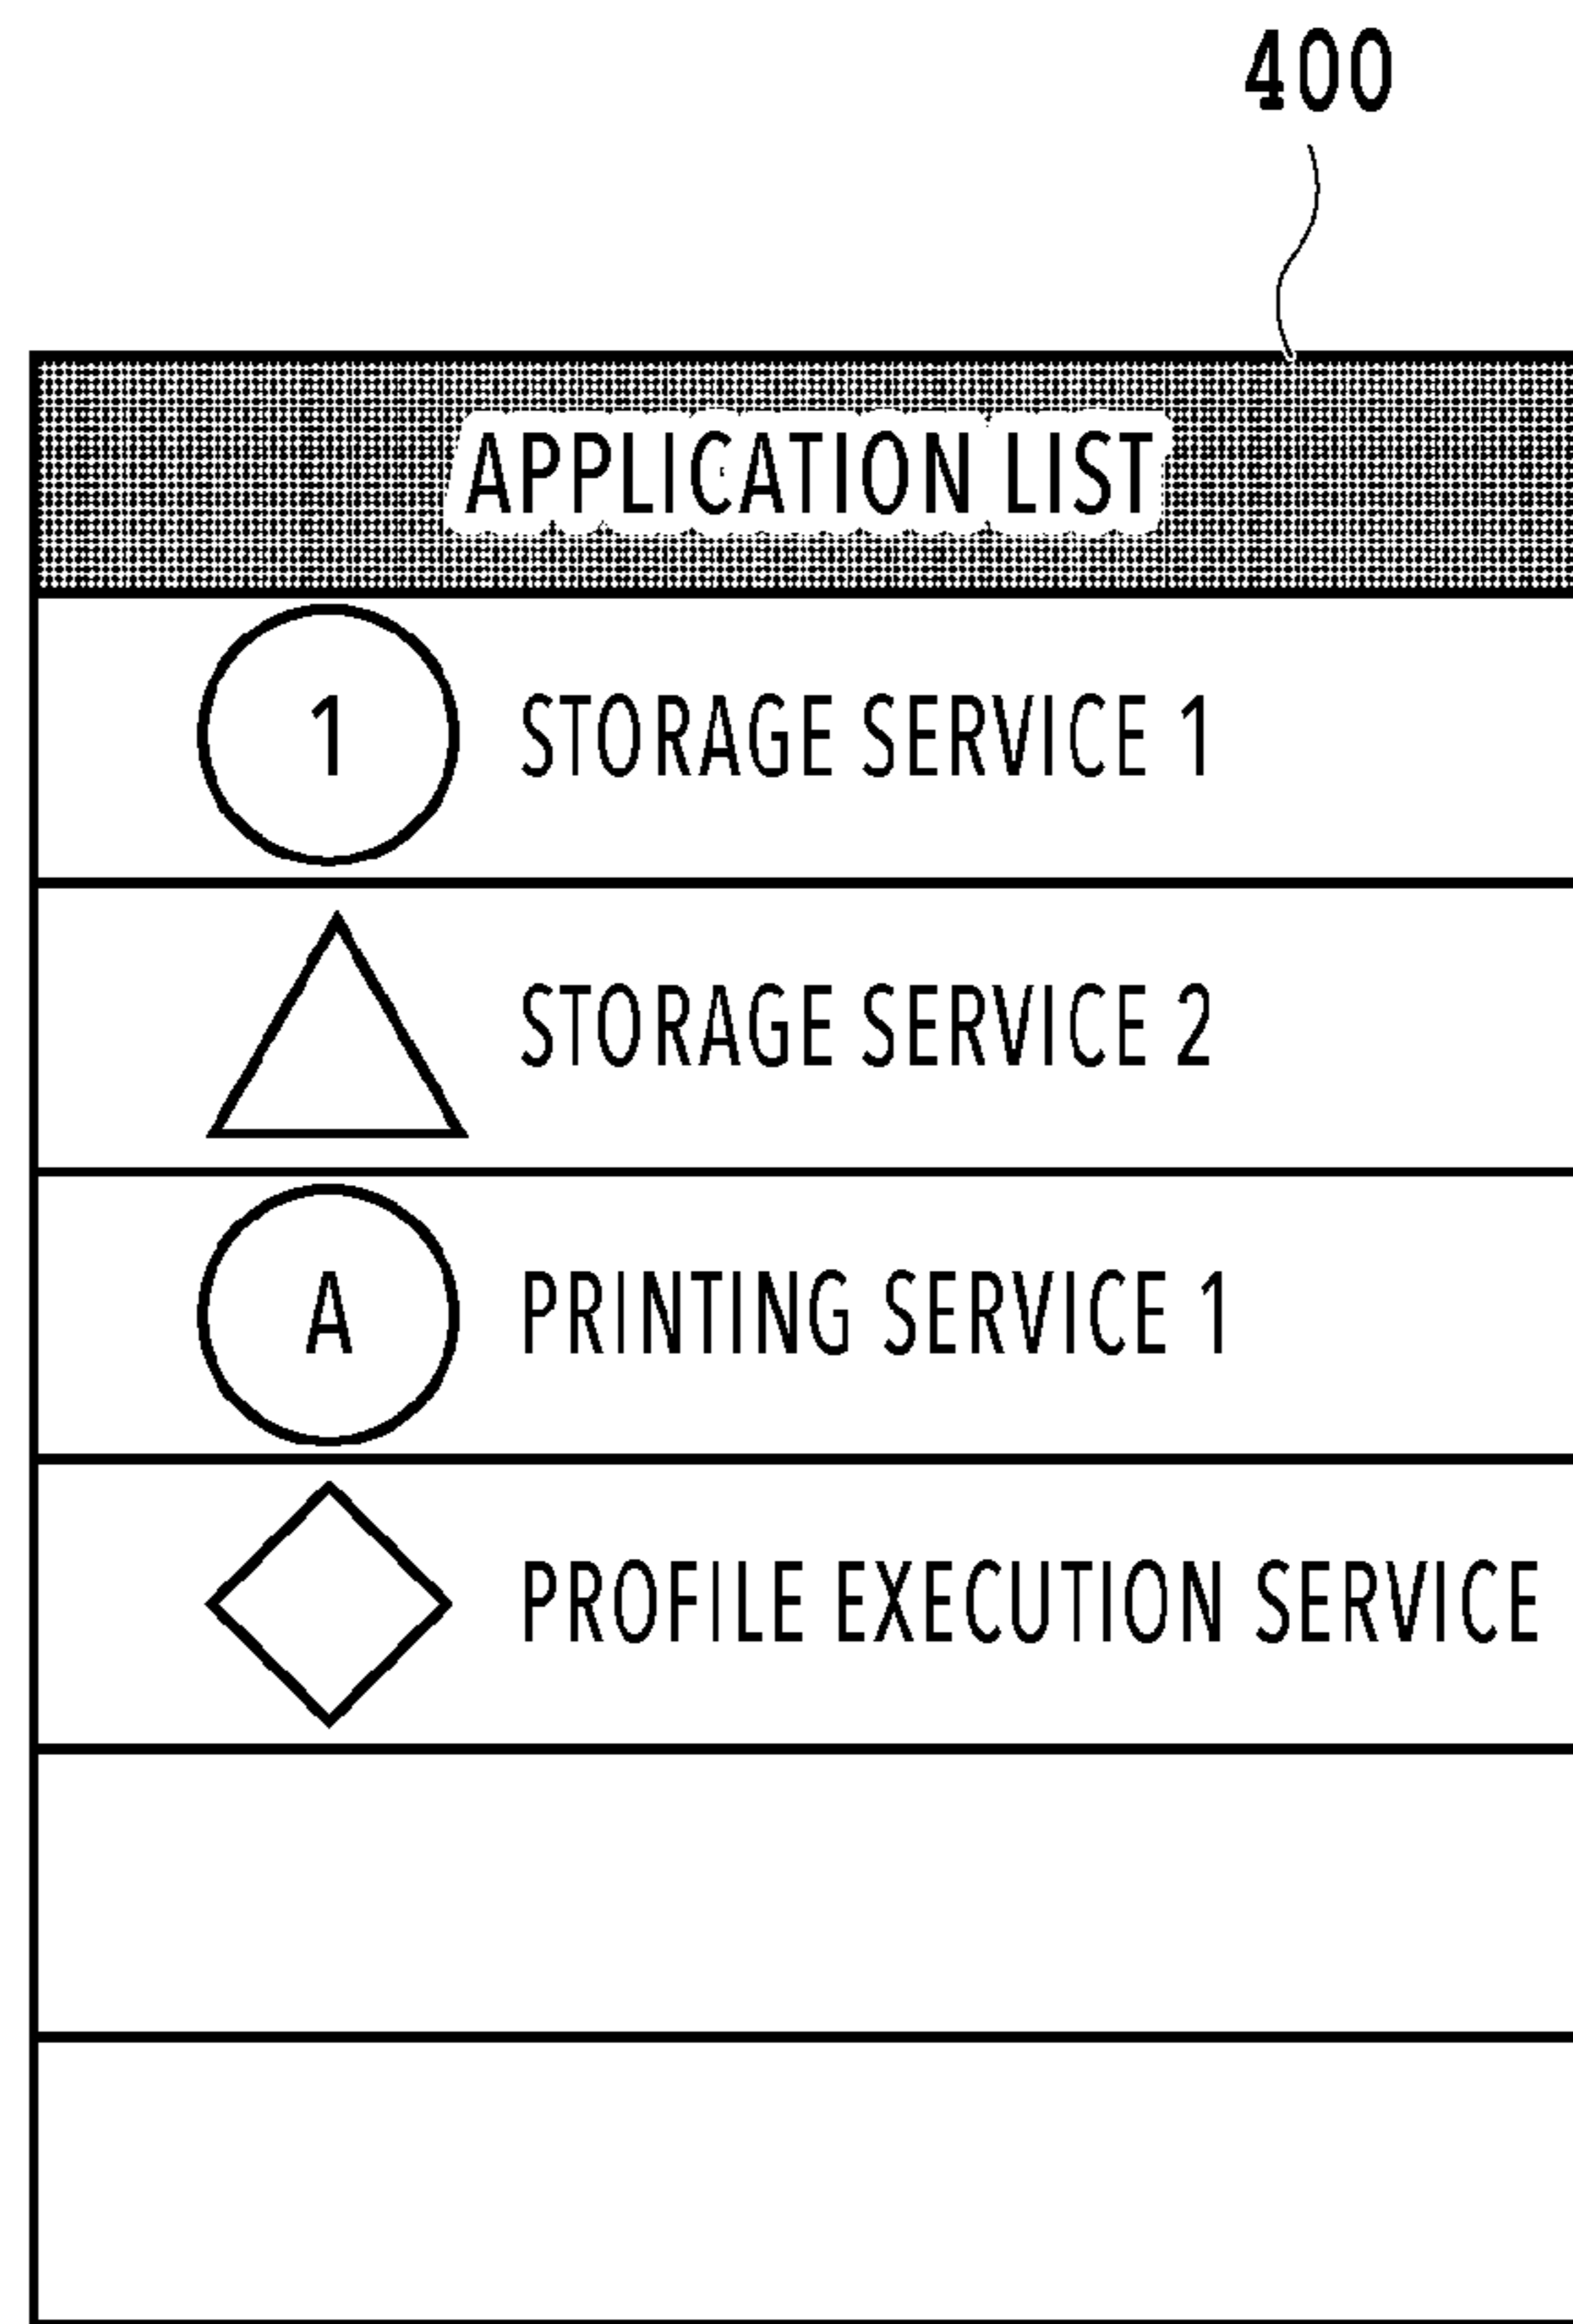 400
APPLICATION LIST
1 STORAGE SERVICE 1
STORAGE SERVICE 2
A PRINTING SERVICE 1
PROFILE EXECUTION SERVICE